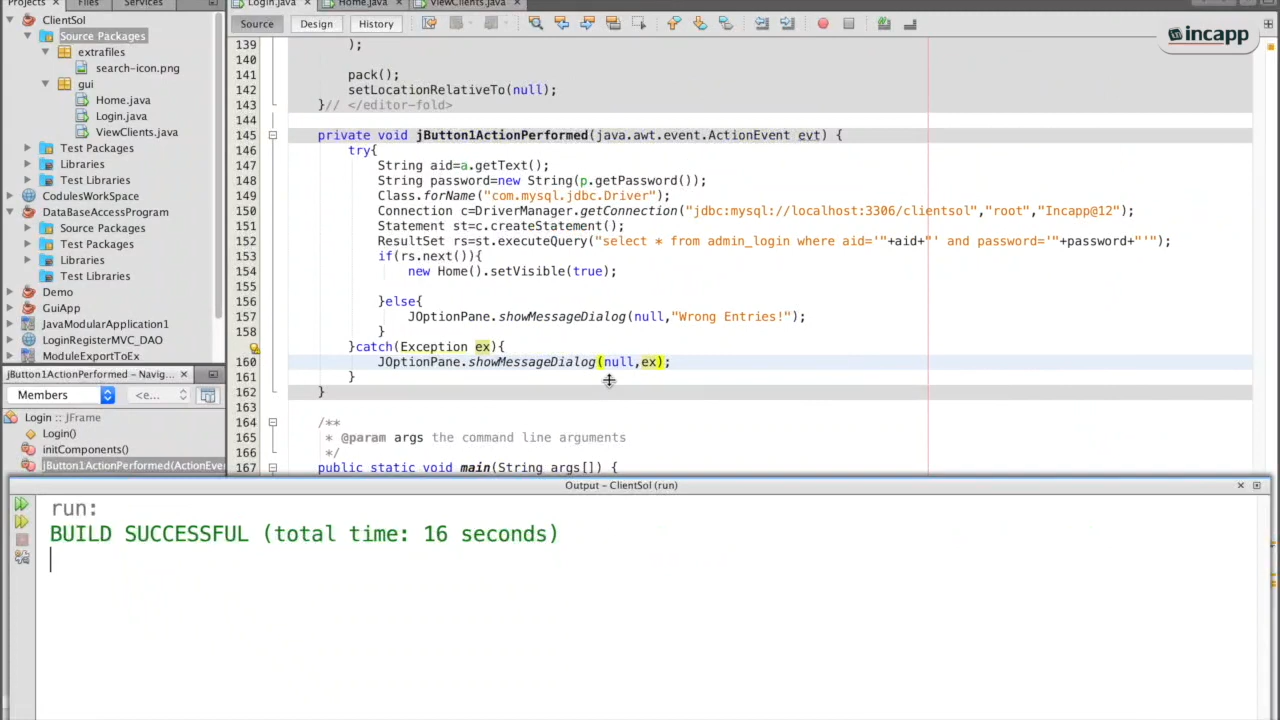 Projects
Files
Services
Login.java
Home.java
ViewClients.java
Source
Design
History
incapp
ClientSol
Source Packages
extrafiles
search-icon.png
gui
Home.java
Login.java
ViewClients.java
Test Packages
Libraries
Test Libraries
CodulesWorkSpace
DataBaseAccessProgram
Source Packages
Test Packages
Libraries
Test Libraries
Demo
GuiApp
JavaModularApplication1
LoginRegisterMVC_DAO
ModuleExportToEx
jButton1ActionPerformed – Navig...
Members
<e...
Login :: JFrame
Login()
initComponents()
jButton1ActionPerformed(ActionEve
139 );
140
141 pack();
142 setLocationRelativeTo(null);
143 }// </editor-fold>
144
145 private void jButton1ActionPerformed(java.awt.event.ActionEvent evt) {
146 try{
147 String aid=a.getText();
148 String password=new String(p.getPassword());
149 Class.forName("com.mysql.jdbc.Driver");
150 Connection c=DriverManager.getConnection("jdbc:mysql://localhost:3306/clientsol","root","Incapp@12");
151 Statement st=c.createStatement();
152 ResultSet rs=st.executeQuery("select * from admin_login where aid='"+aid+"' and password='"+password+"'");
153 if(rs.next()){
154 new Home().setVisible(true);
155
156 }else{
157 JOptionPane.showMessageDialog(null,"Wrong Entries!");
158 }
}catch(Exception ex){
160 JOptionPane.showMessageDialog(null,ex);
161 }
162 }
163
164 /**
165 * @param args the command line arguments
166 */
167 public static void main(String args[]) {
Output – ClientSol (run)
run:
BUILD SUCCESSFUL (total time: 16 seconds)